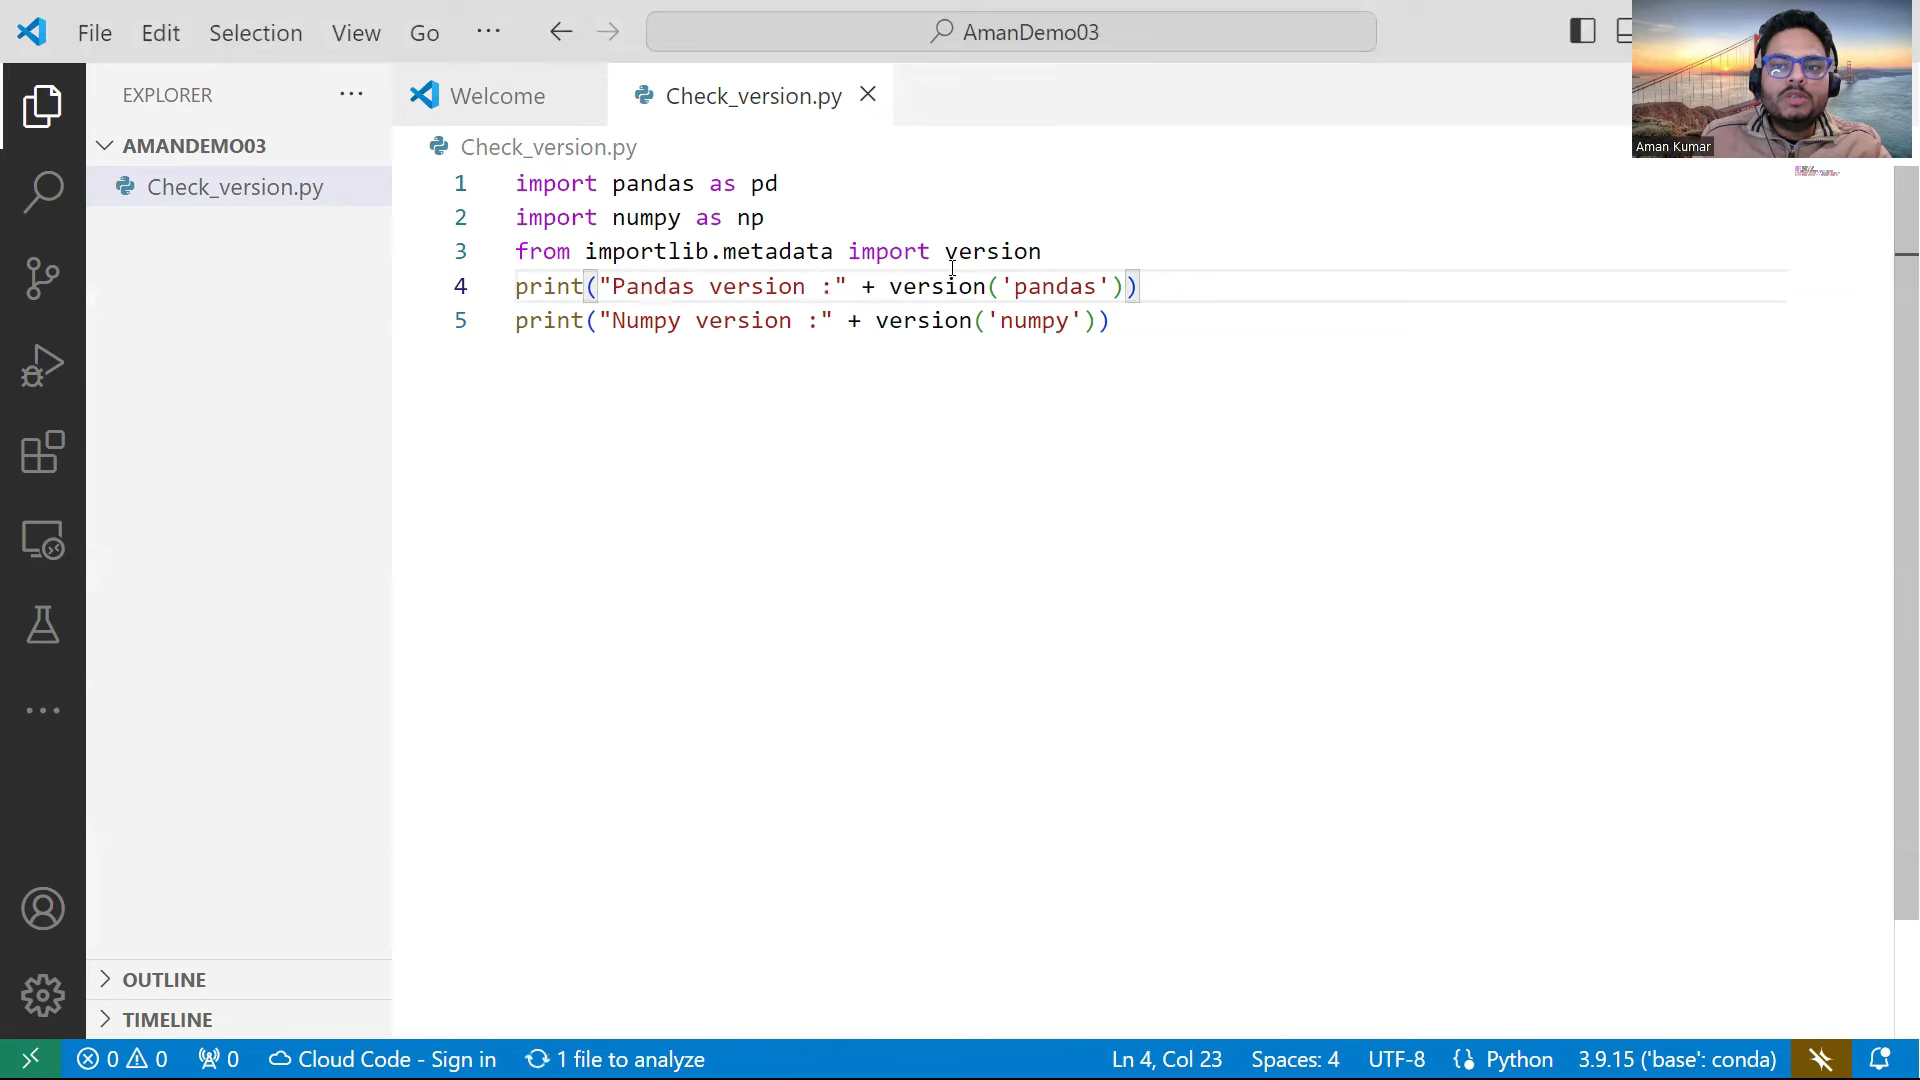 File Edit Selection View Go ··· AmanDemo03
EXPLORER ···
Welcome Check_version.py
Aman Kumar
AMANDEMO03
Check_version.py
Check_version.py
1 import pandas as pd
2 import numpy as np
3 from importlib.metadata import version
4 print("Pandas version :" + version('pandas'))
5 print("Numpy version :" + version('numpy'))
OUTLINE
TIMELINE
0 0 0 Cloud Code - Sign in 1 file to analyze Ln 4, Col 23 Spaces: 4 UTF-8 Python 3.9.15 ('base': conda)